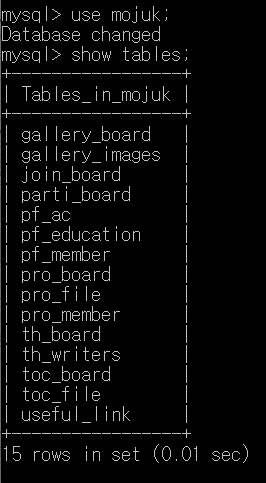 mysql> use mojuk;
Database changed
mysql> show tables;
+-----------------+
| Tables_in_mojuk |
+-----------------+
| gallery_board   |
| gallery_images  |
| join_board      |
| parti_board     |
| pf_ac           |
| pf_education    |
| pf_member       |
| pro_board       |
| pro_file        |
| pro_member      |
| th_board        |
| th_writers      |
| toc_board       |
| toc_file        |
| useful_link     |
+-----------------+
15 rows in set (0.01 sec)